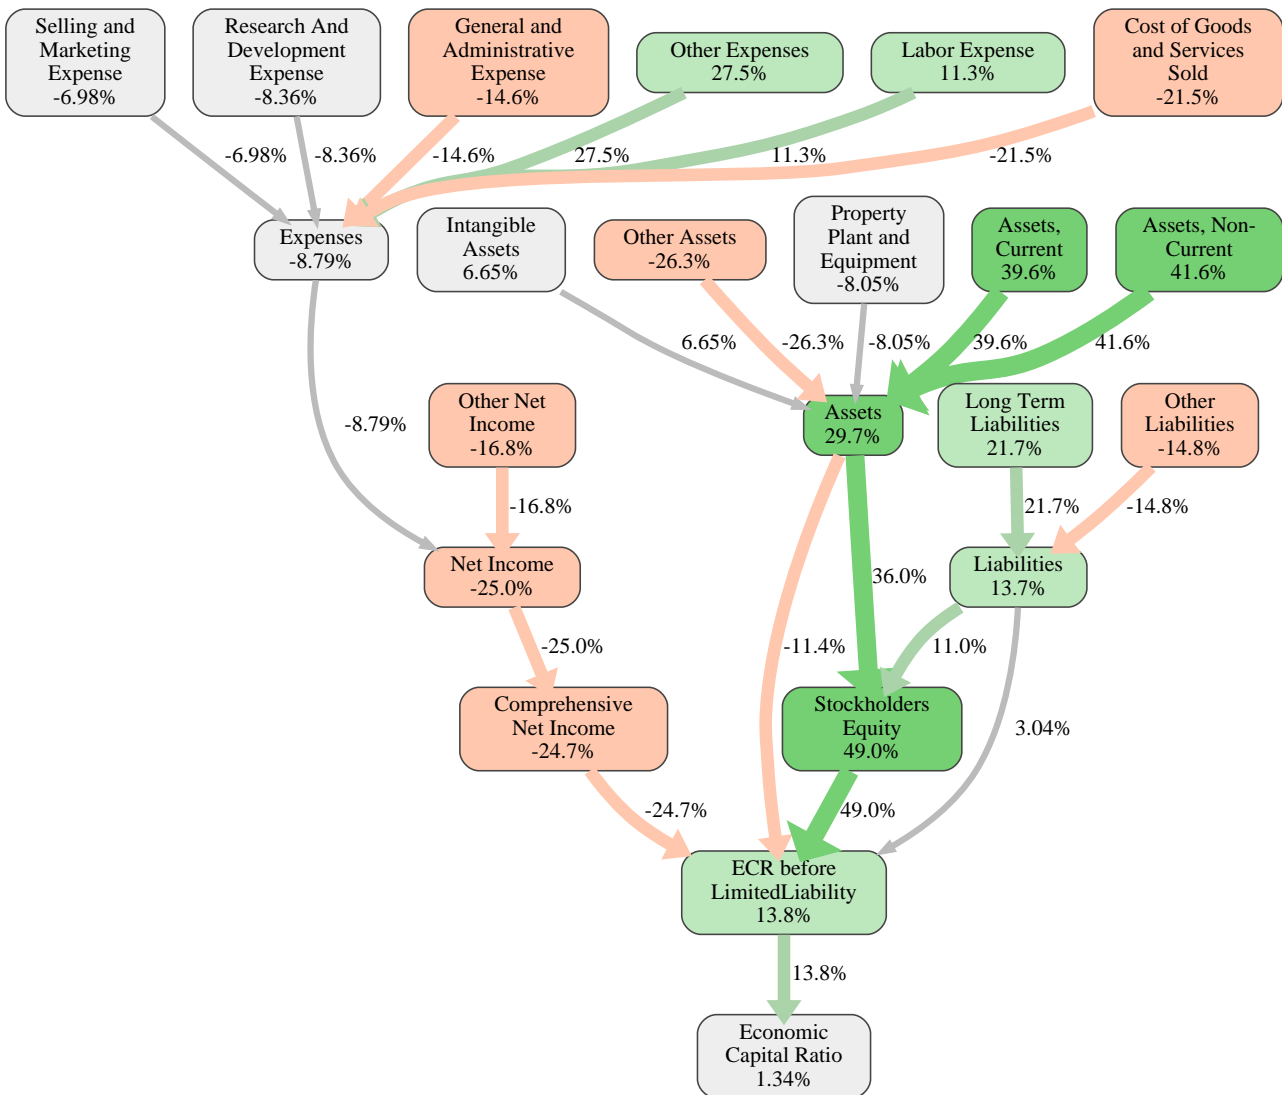 Selling and
Marketing
Expense
-6.98%
Research And
Development
Expense
-8.36%
General and
Administrative
Expense
-14.6%
Other Expenses
27.5%
Labor Expense
11.3%
Cost of Goods
and Services
Sold
-21.5%
-6.98%
-8.36%
-14.6%
27.5%
11.3%
-21.5%
Expenses
-8.79%
Intangible
Assets
6.65%
Other Assets
-26.3%
Property
Plant and
Equipment
-8.05%
Assets,
Current
39.6%
Assets, Non-
Current
41.6%
6.65%
-26.3%
-8.05%
39.6%
41.6%
-8.79%
Other Net
Income
-16.8%
Assets
29.7%
Long Term
Liabilities
21.7%
Other
Liabilities
-14.8%
-16.8%
21.7%
-14.8%
Net Income
-25.0%
36.0%
Liabilities
13.7%
-25.0%
-11.4%
11.0%
Comprehensive
Net Income
-24.7%
Stockholders
Equity
49.0%
3.04%
-24.7%
49.0%
ECR before
LimitedLiability
13.8%
13.8%
Economic
Capital Ratio
1.34%